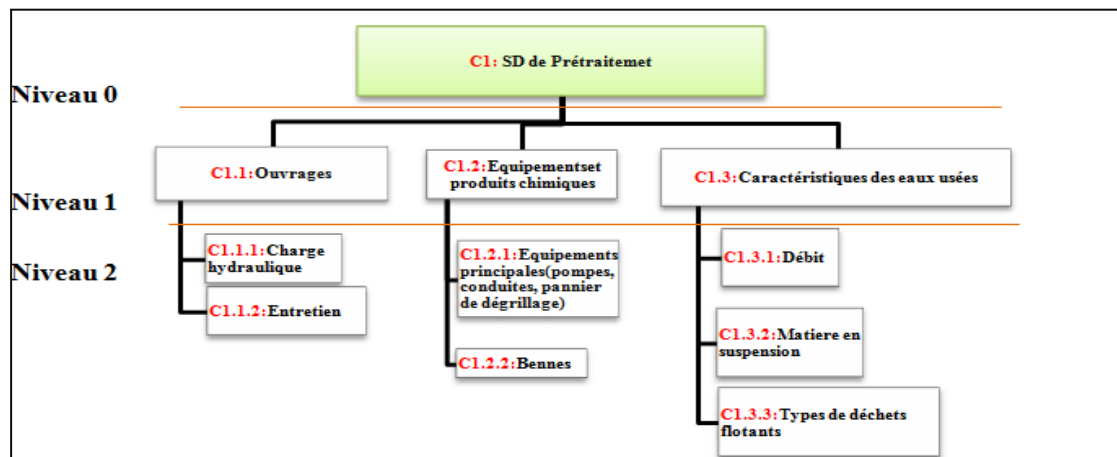 C1: SD de Prétraitemet
Niveau 0
C1.1:Ouvrages
C1.2:Equipementset
produits chimiques
C1.3:Caractéristiques des eaux usées
Niveau 1
Niveau 2
C1.1.1:Charge
hydraulique
C1.1.2:Entretien
C1.2.1:Equipements
principales(pompes,
conduites, pannier
de dégrillage)
C1.2.2:Bennes
C1.3.1:Débit
C1.3.2:Matiere en
suspension
C1.3.3:Types de déchets
flotants